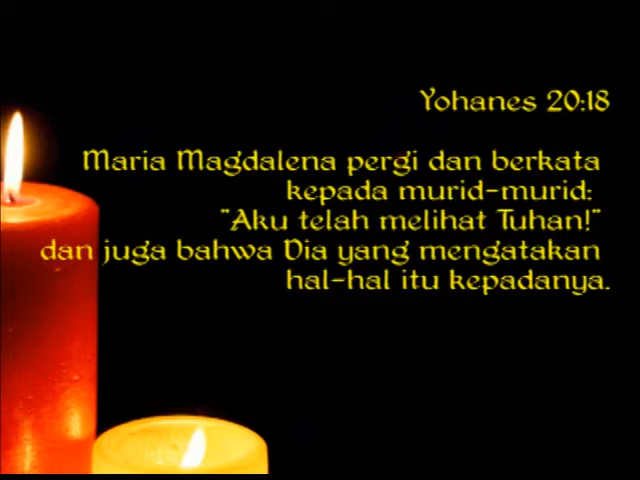 Yohanes 20:18
Maria Magdalena pergi dan berkata
kepada murid-murid:
"Aku telah melihat Tuhan!"
dan juga bahwa Dia yang mengatakan
hal-hal itu kepadanya.